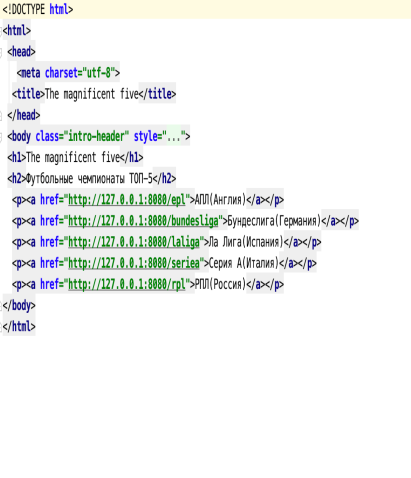 <!DOCTYPE html>
<html>
<head>
<meta charset="utf-8">
<title>The magnificent five</title>
</head>
<body class="intro-header" style="...">
<h1>The magnificent five</h1>
<h2>Футбольные чемпионаты ТОП-5</h2>
<p><a href="http://127.0.0.1:8080/epl">АПЛ(Англия)</a></p>
<p><a href="http://127.0.0.1:8080/bundesliga">Бундеслига(Германия)</a></p>
<p><a href="http://127.0.0.1:8080/laliga">Ла Лига(Испания)</a></p>
<p><a href="http://127.0.0.1:8080/seriea">Серия А(Италия)</a></p>
<p><a href="http://127.0.0.1:8080/rpl">РПЛ(Россия)</a></p>
</body>
</html>